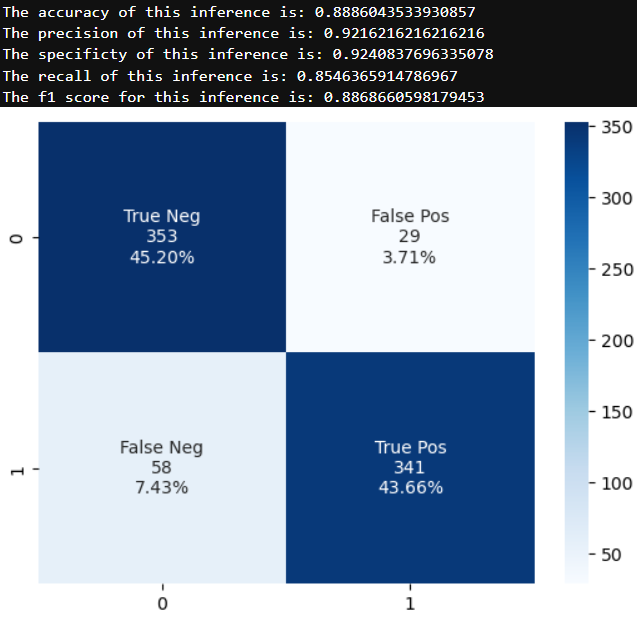 The accuracy of this inference is: 0.8886043533930857
The precision of this inference is: 0.9216216216216216
The specificty of this inference is: 0.9240837696335078
The recall of this inference is: 0.8546365914786967
The f1 score for this inference is: 0.8868660598179453
True Neg
353
45.20%
False Pos
29
3.71%
False Neg
58
7.43%
True Pos
341
43.66%
0
1
0
1
350
300
250
200
150
100
50